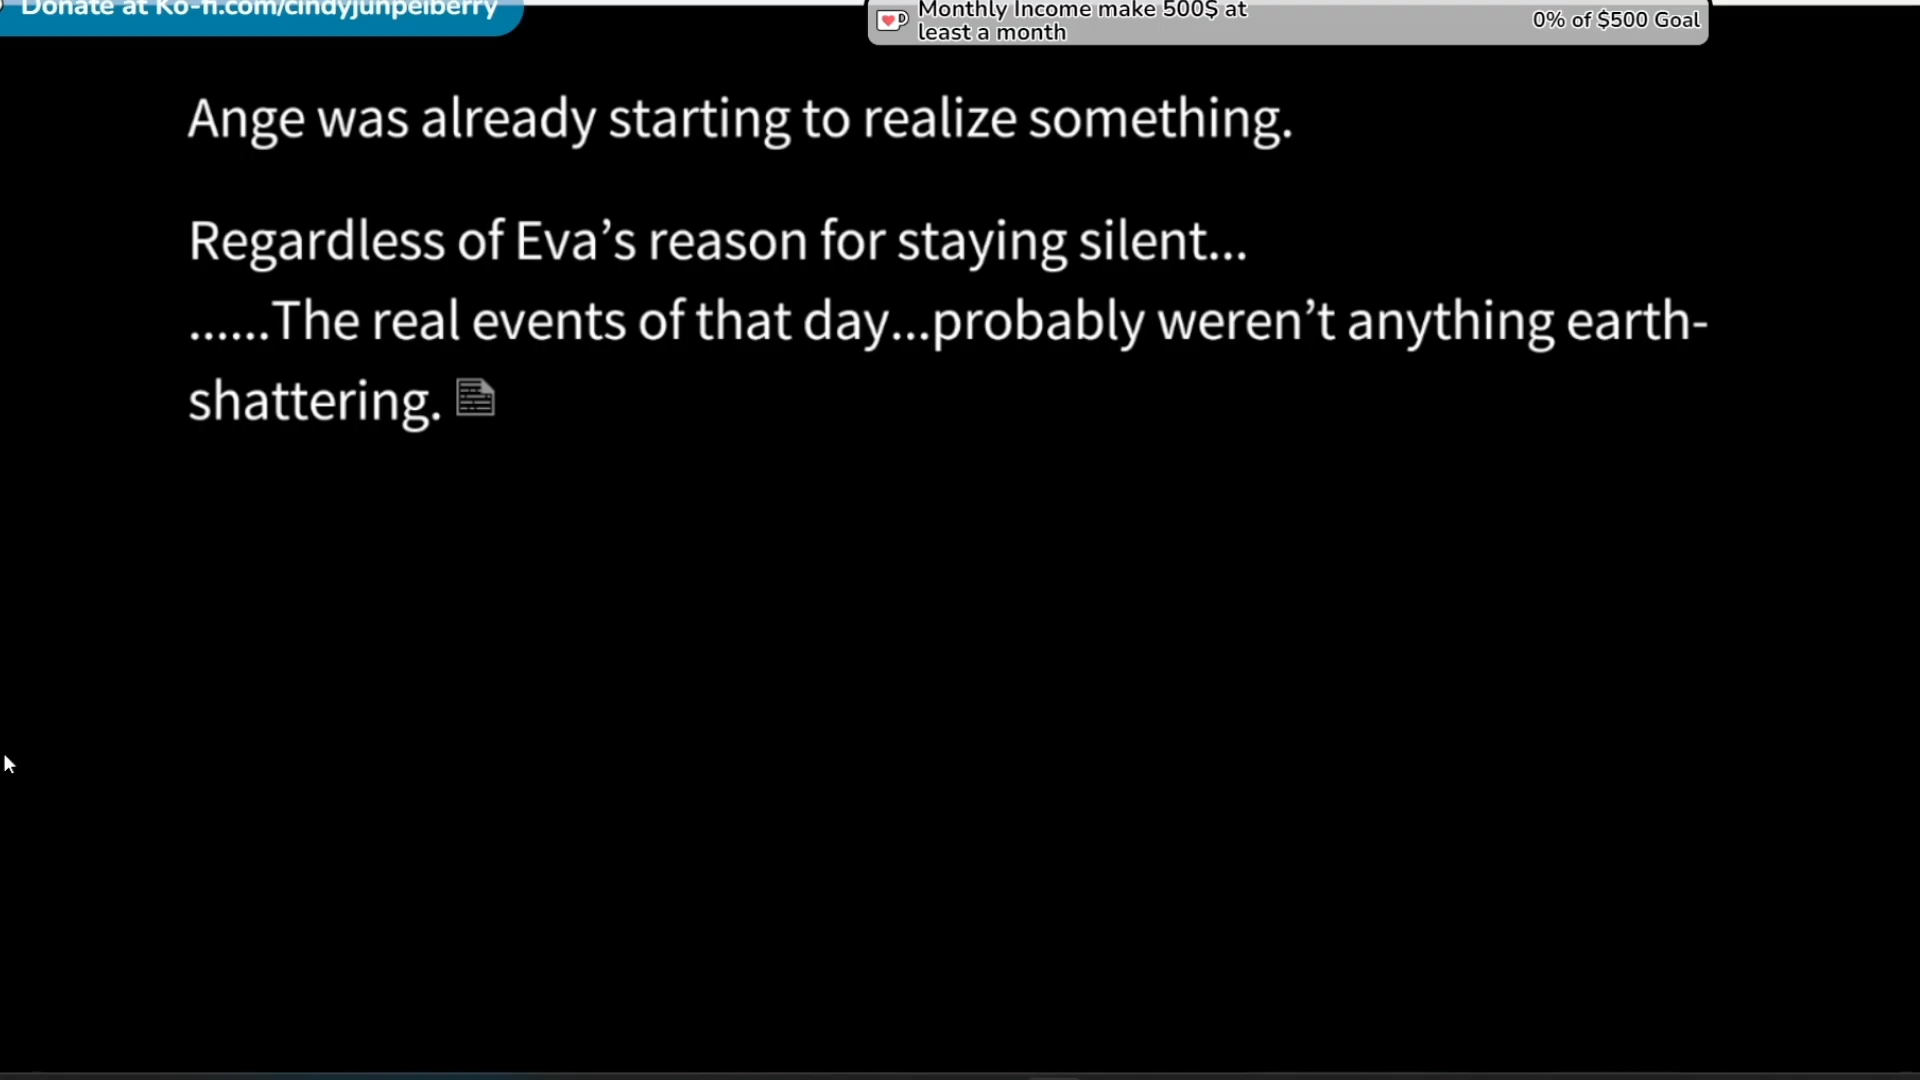 Donate at Ko-fi.com/cindyjunpeiberry
Monthly Income make 500$ at
least a month
0% of $500 Goal
Ange was already starting to realize something.
Regardless of Eva’s reason for staying silent...
......The real events of that day...probably weren’t anything earth-
shattering.